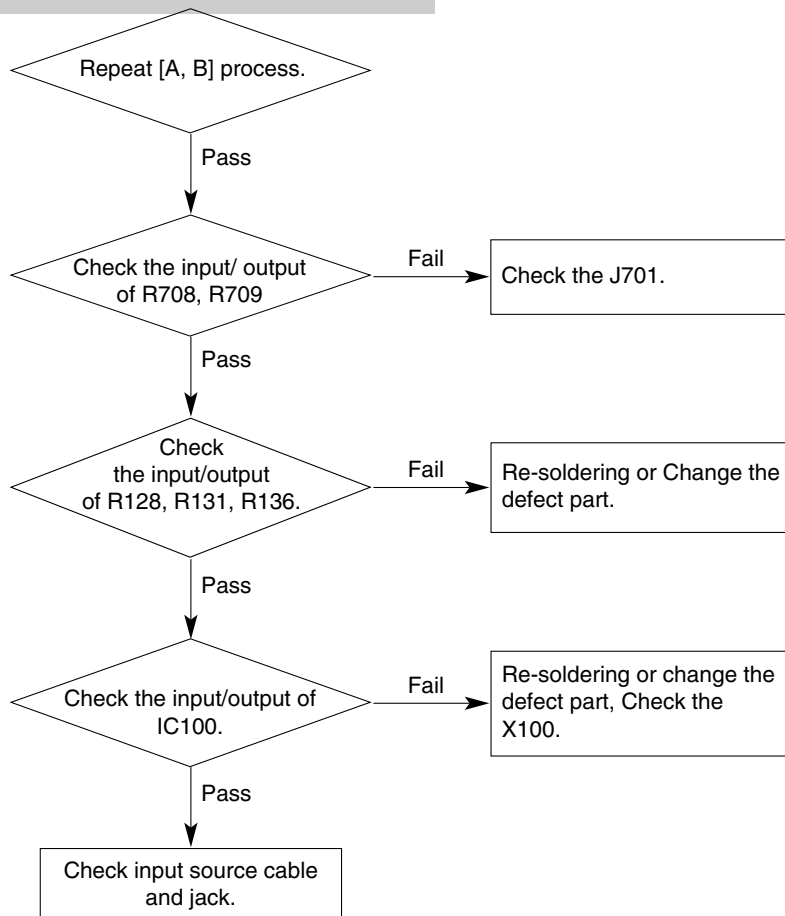 Repeat [A, B] process.
Pass
Check the input/ output
of R708, R709
Fail
Check the J701.
Pass
Check
the input/output
of R128, R131, R136.
Fail
Re-soldering or Change the
defect part.
Pass
Check the input/output of
IC100.
Fail
Re-soldering or change the
defect part, Check the
X100.
Pass
Check input source cable
and jack.